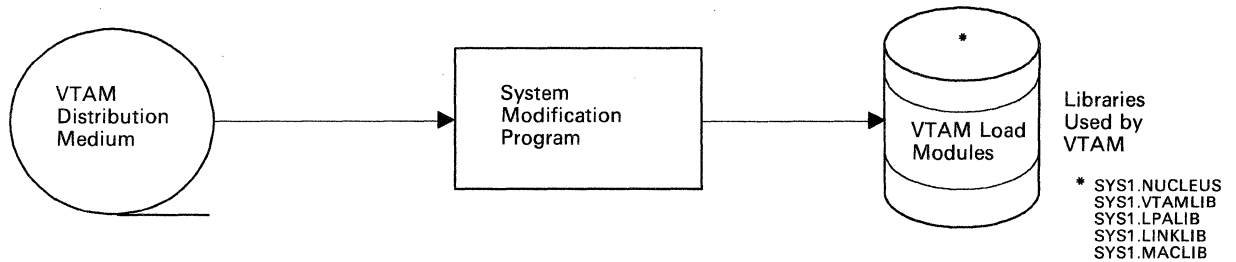 VTAM
Distribution
Medium
System
Modification
Program
*
VTAM Load
Modules
Libraries
Used by
VTAM
* SYS1.NUCLEUS
SYS1.VTAMLIB
SYS1.LPALIB
SYS1.LINKLIB
SYS1.MACLIB